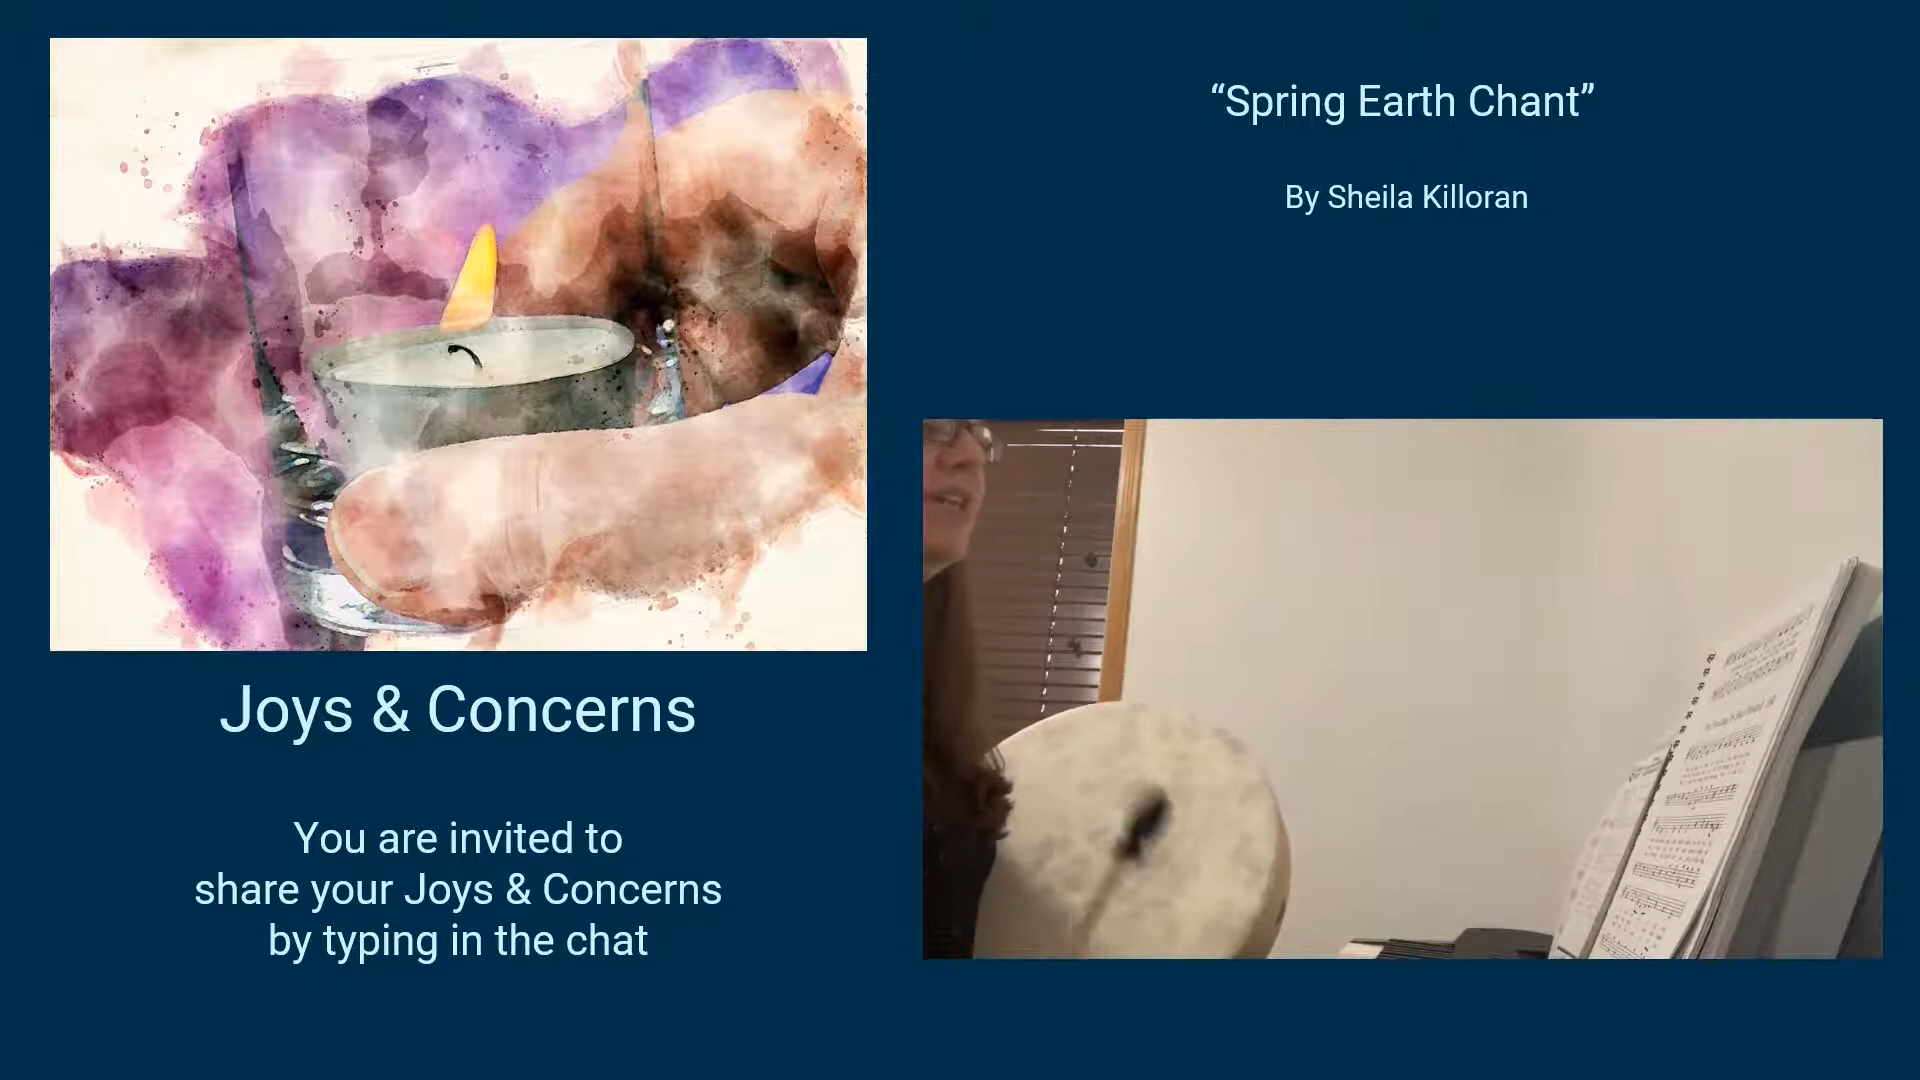 “Spring Earth Chant”
By Sheila Killoran
Joys & Concerns
You are invited to
share your Joys & Concerns
by typing in the chat